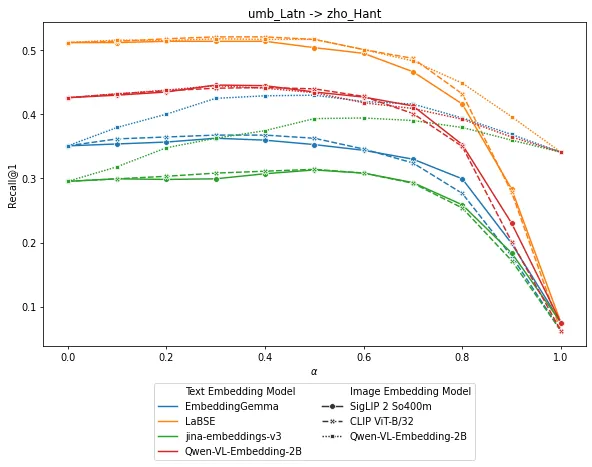 umb_Latn -> zho_Hant
Recall@1
0.5
0.4
0.3
0.2
0.1
0.0 0.2 0.4 0.6 0.8 1.0
α
Text Embedding Model Image Embedding Model
EmbeddingGemma SigLIP 2 So400m
LaBSE CLIP ViT-B/32
jina-embeddings-v3 Qwen-VL-Embedding-2B
Qwen-VL-Embedding-2B